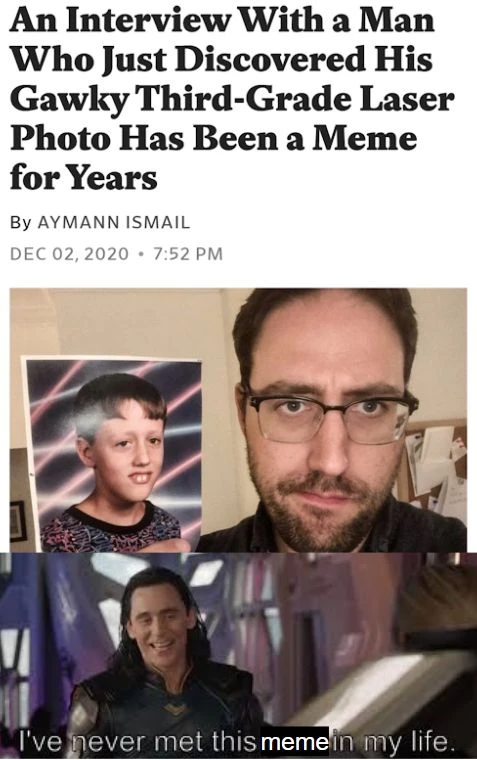 An Interview With a Man
Who Just Discovered His
Gawky Third-Grade Laser
Photo Has Been a Meme
for Years
By AYMANN ISMAIL
DEC 02, 2020 • 7:52 PM
I've never met this meme in my life.